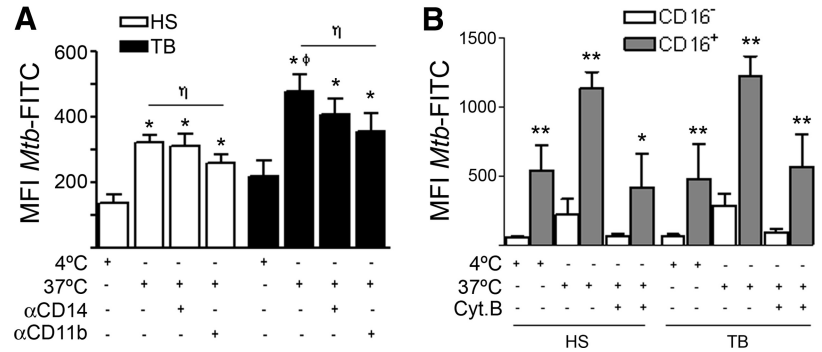 A
HS
TB
MFI Mtb-FITC
600
400
200
η
* * *
η
* ϕ * *
4ºC + - - - + - - -
37ºC - + + + - + + +
αCD14 - - + - - - + -
αCD11b - - - + - - - +
B
CD16-
CD16+
MFI Mtb-FITC
1500
1000
500
** ** * ** ** **
4ºC + + - - - - + + - - - -
37ºC - - + + + + - - + + + +
Cyt.B - - - - + + - - - - + +
HS TB